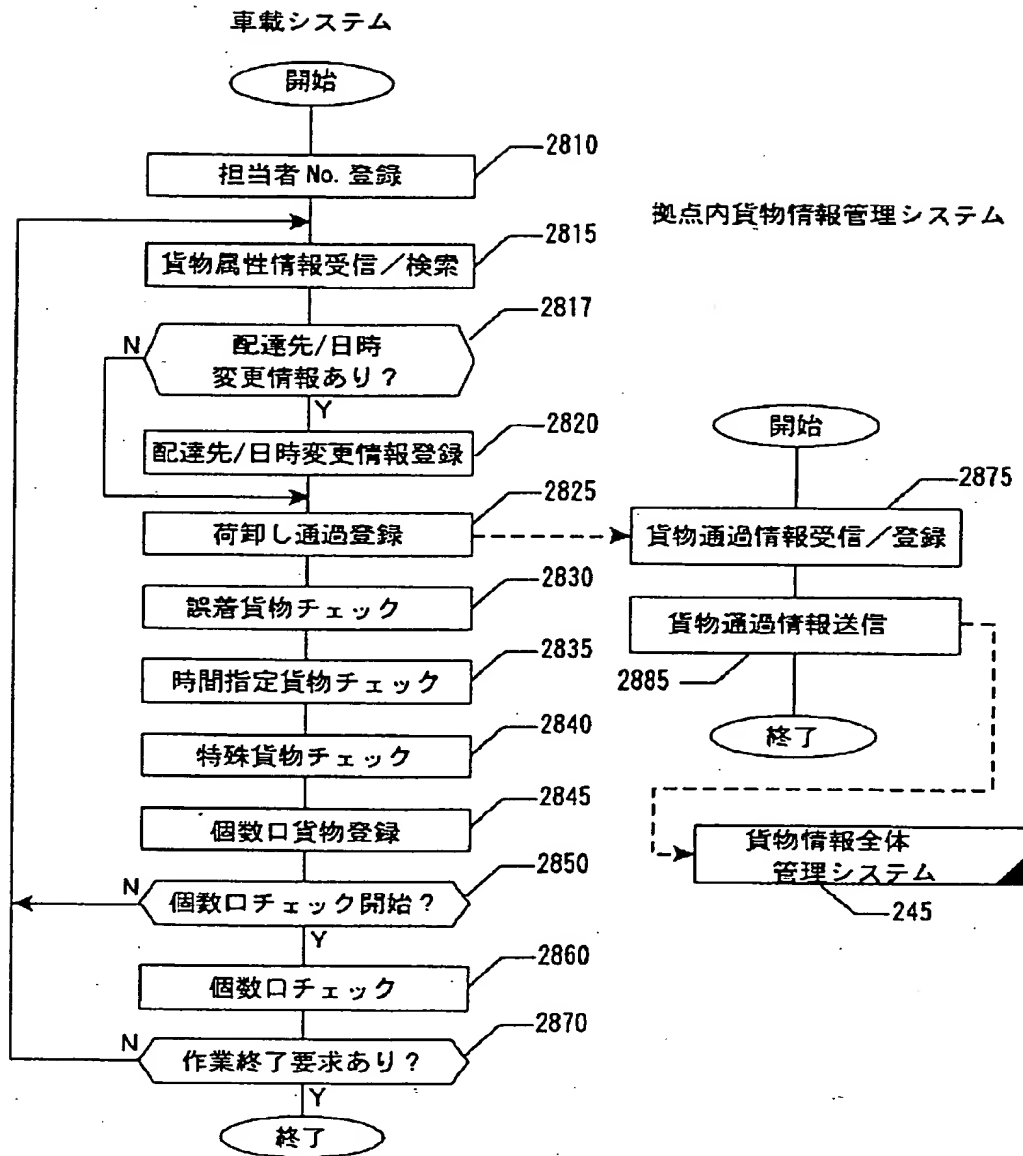 車載システム
開始
2810
担当者 No. 登録
2815
貨物属性情報受信／検索
2817
N
配達先/日時
変更情報あり？
Y
2820
配達先/日時変更情報登録
2825
荷卸し通過登録
2830
誤着貨物チェック
2835
時間指定貨物チェック
2840
特殊貨物チェック
2845
個数口貨物登録
2850
N
個数口チェック開始？
Y
2860
個数口チェック
2870
N
作業終了要求あり？
Y
終了
拠点内貨物情報管理システム
開始
2875
貨物通過情報受信／登録
貨物通過情報送信
2885
終了
貨物情報全体
管理システム
245